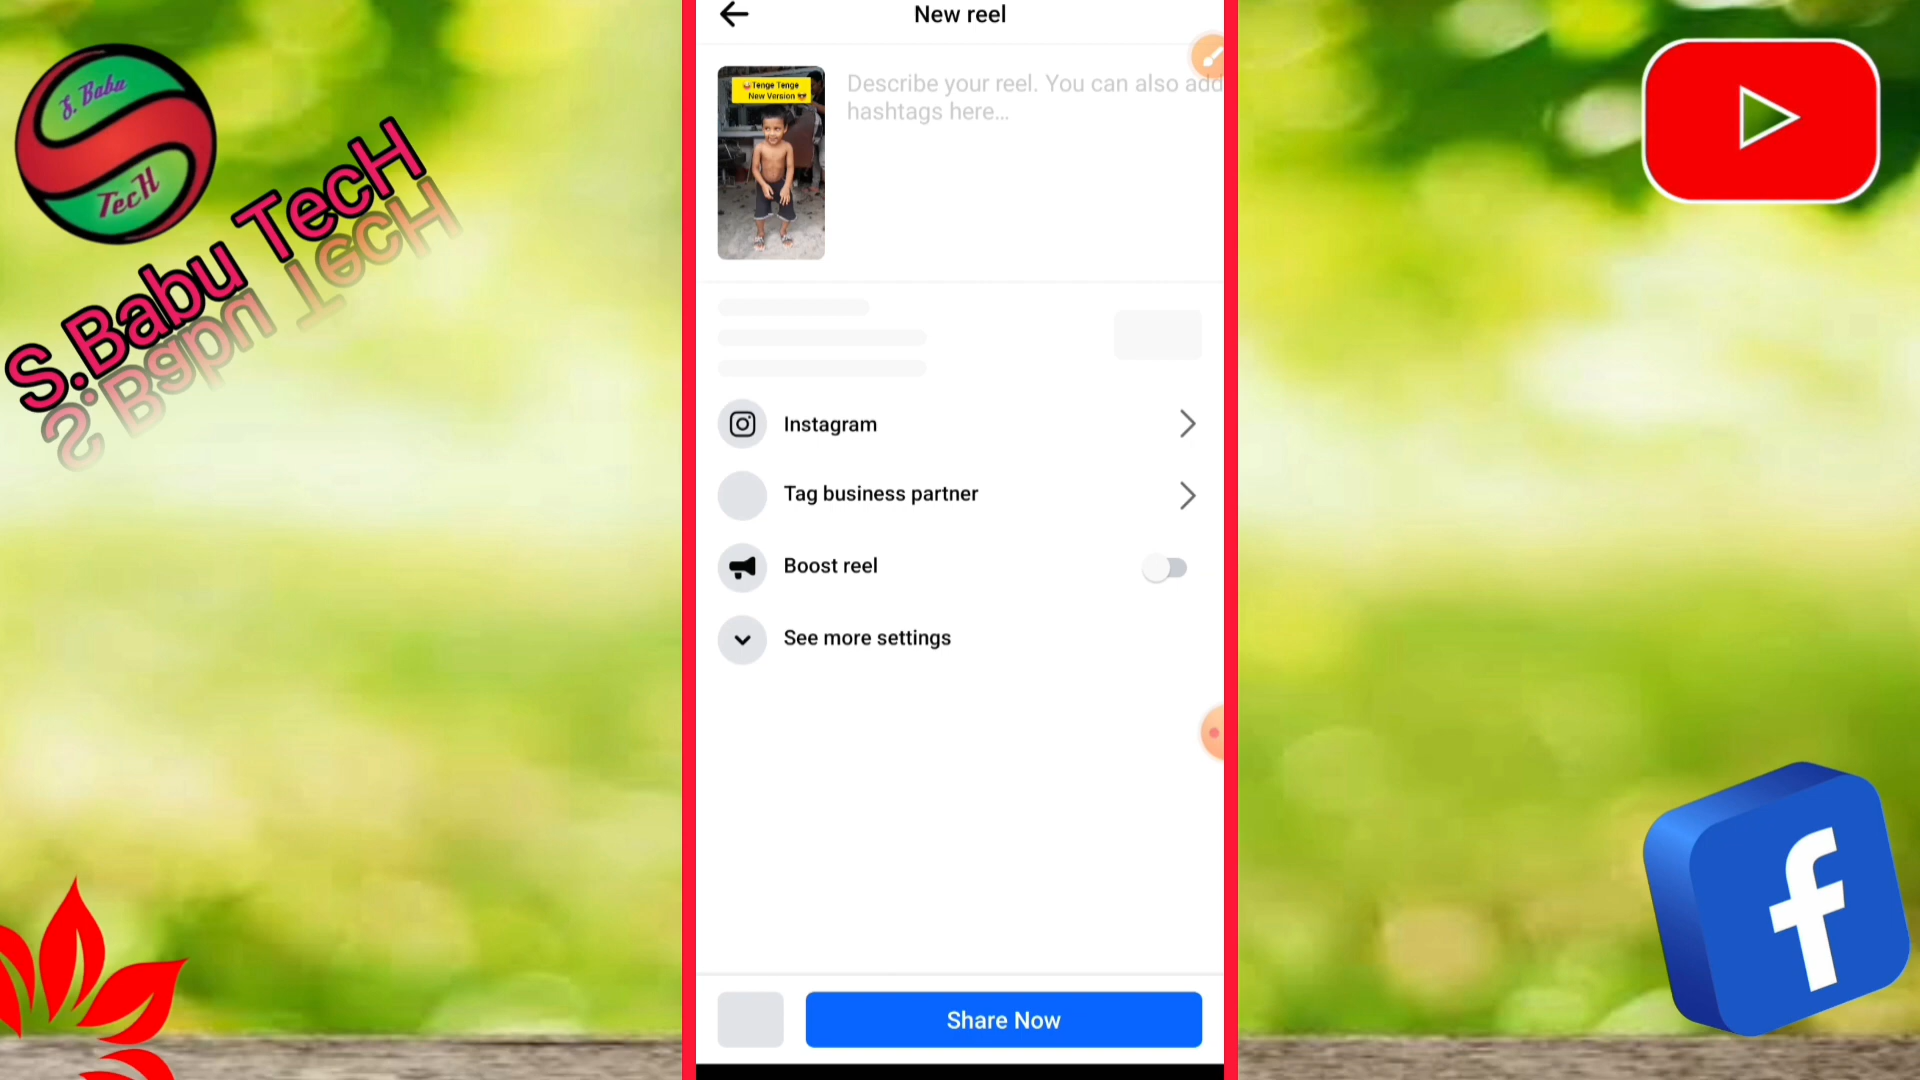 S. Babu
TecH
S.Babu TecH
S.Babu TecH
New reel
Tenge Tenge
New Version
Describe your reel. You can also add
hashtags here...
Instagram
Tag business partner
Boost reel
See more settings
Share Now